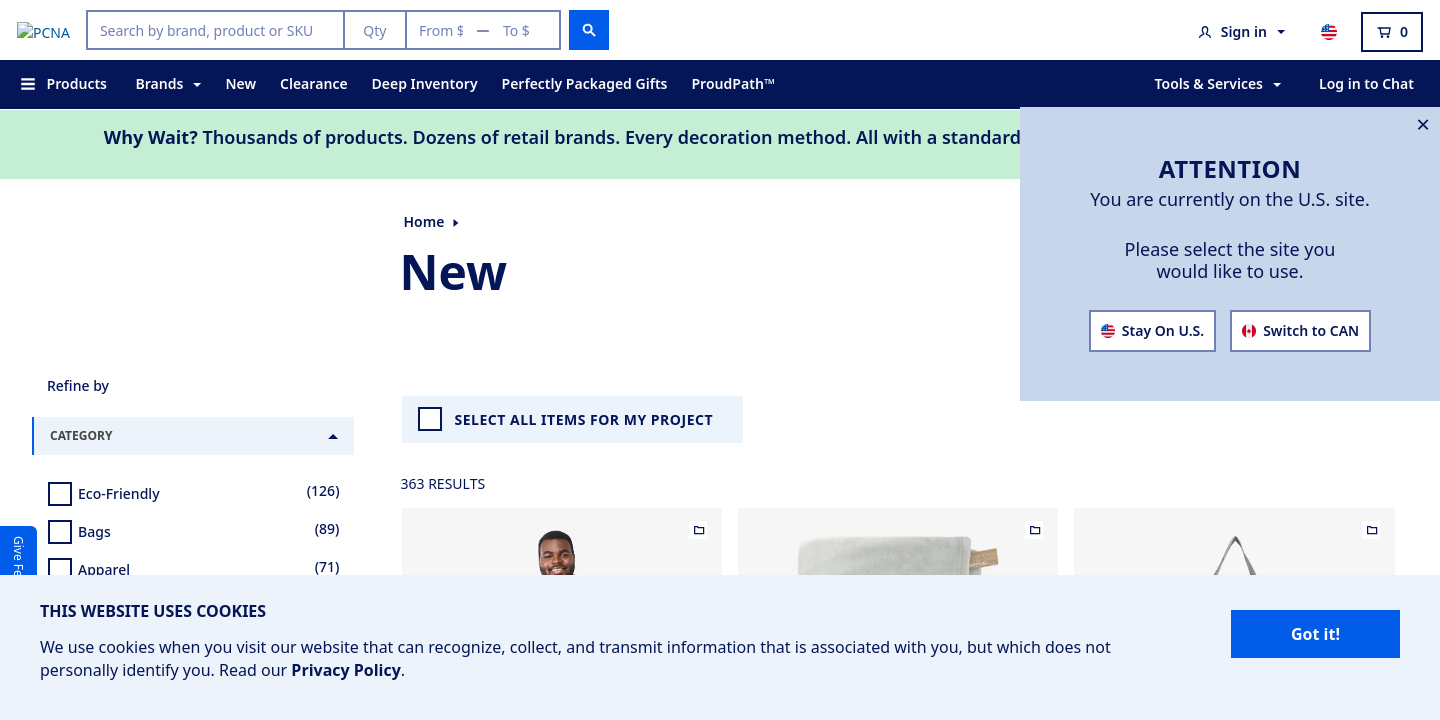 PCNA
Search by brand, product or SKU
Qty
From $ — To $
Sign in
0
Products
Brands
New
Clearance
Deep Inventory
Perfectly Packaged Gifts
ProudPath™
Tools & Services
Log in to Chat
Why Wait? Thousands of products. Dozens of retail brands. Every decoration method. All with a standard
ATTENTION
You are currently on the U.S. site.
Please select the site you
would like to use.
Stay On U.S.
Switch to CAN
Home
New
Refine by
CATEGORY
SELECT ALL ITEMS FOR MY PROJECT
363 RESULTS
Eco-Friendly (126)
Bags (89)
Apparel (71)
Give Fe
THIS WEBSITE USES COOKIES
We use cookies when you visit our website that can recognize, collect, and transmit information that is associated with you, but which does not
personally identify you. Read our Privacy Policy.
Got it!